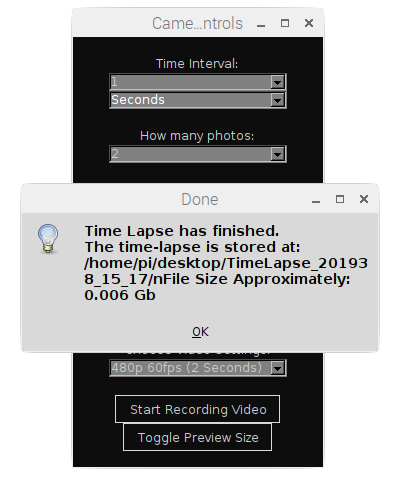 Came...ntrols
Time Interval:
1
Seconds
How many photos:
2
Done
Time Lapse has finished.
The time-lapse is stored at:
/home/pi/desktop/TimeLapse_20193
8_15_17/nFile Size Approximately:
0.006 Gb
OK
480p 60fps (2 Seconds)
Start Recording Video
Toggle Preview Size